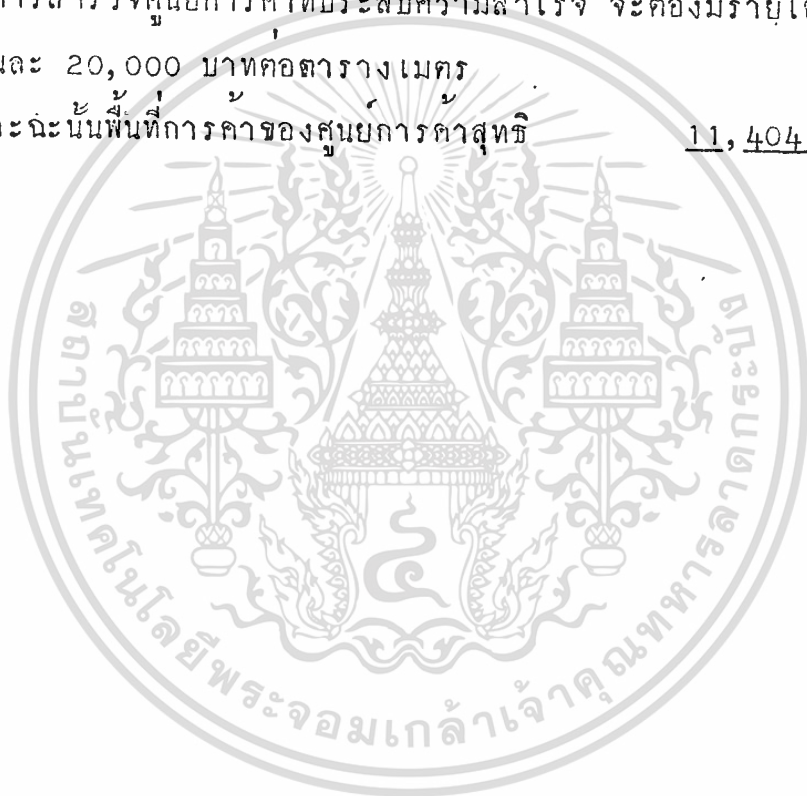 การสำรวจศูนย์การค้าที่ประสบความสำเร็จ จะต้องมีรายได้
ละ 20,000 บาทต่อตารางเมตร
ฉะนั้นพื้นที่การค้าของศูนย์การค้าสุทธิ 11,404
สถาบันเทคโนโลยีพระจอมเกล้าเจ้าคุณทหารลาดกระบัง